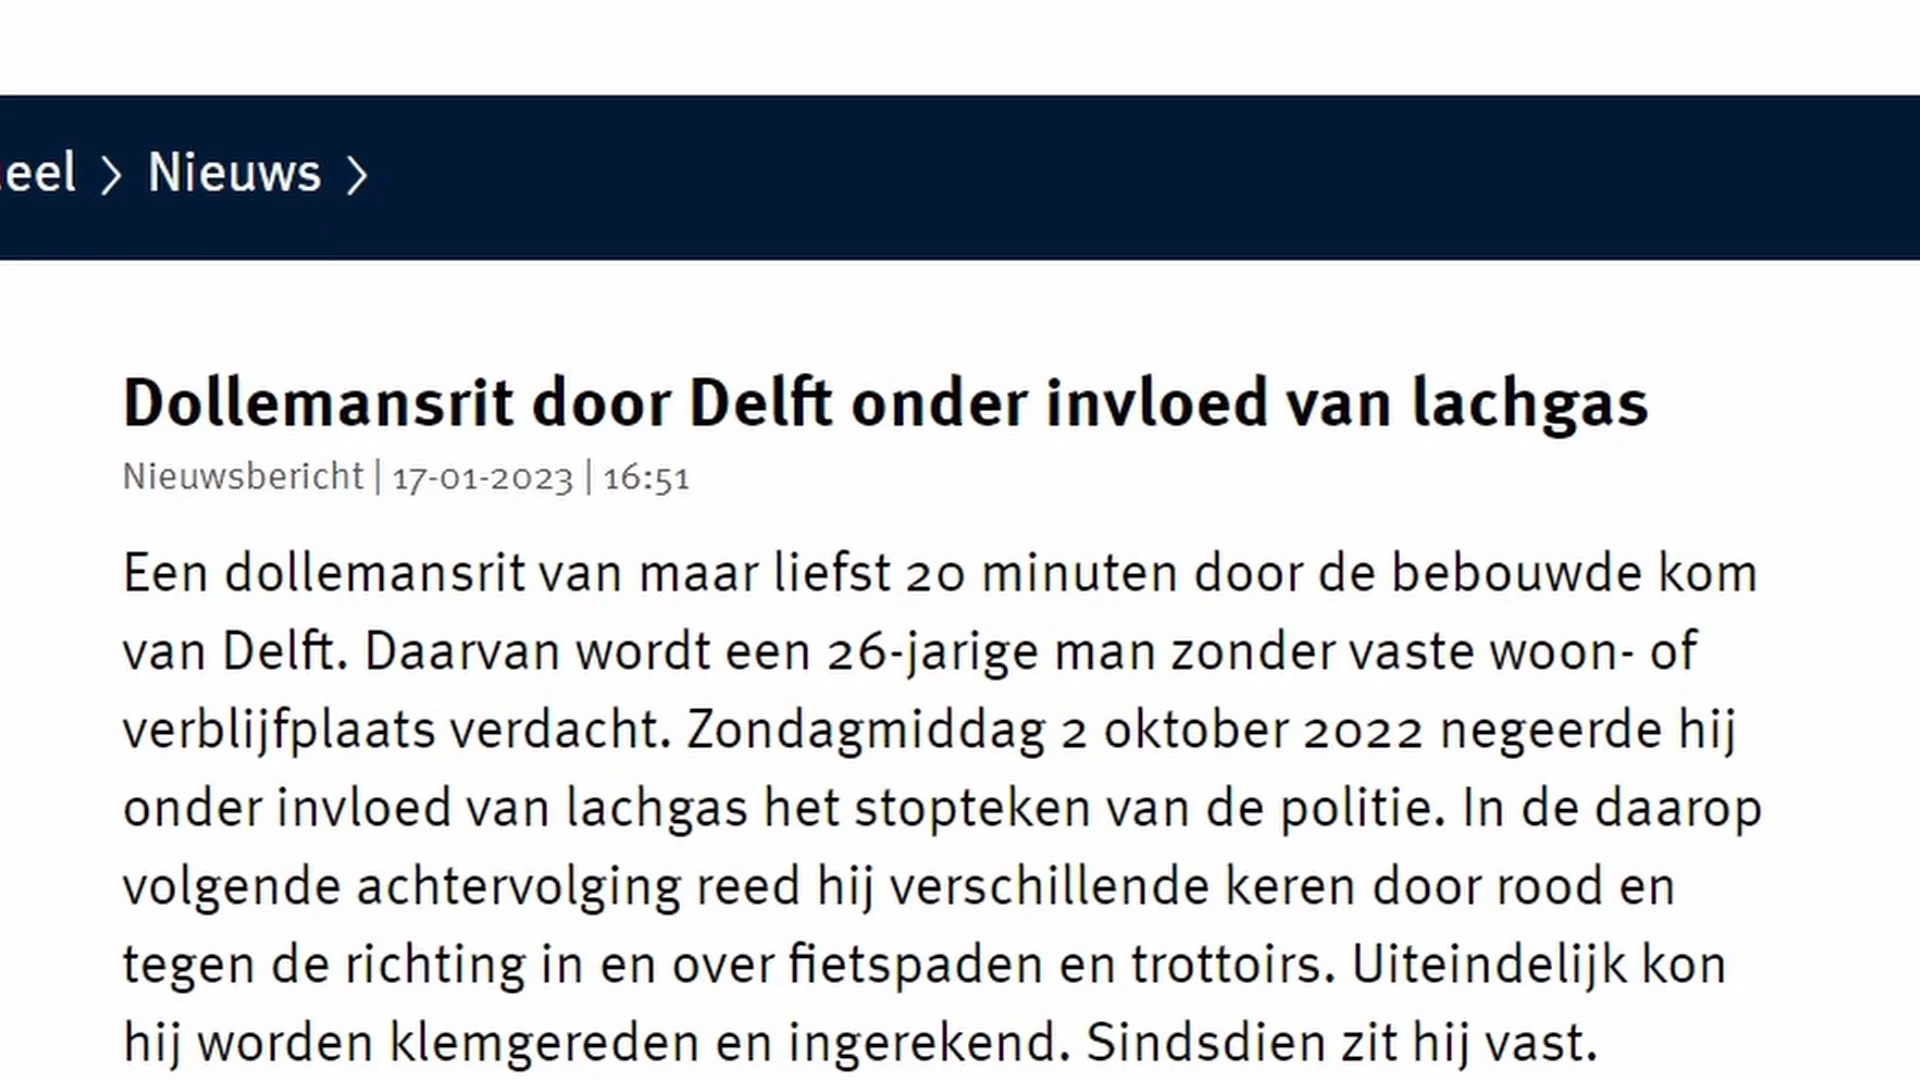 eel > Nieuws >
Dollemansrit door Delft onder invloed van lachgas
Nieuwsbericht | 17-01-2023 | 16:51
Een dollemansrit van maar liefst 20 minuten door de bebouwde kom
van Delft. Daarvan wordt een 26-jarige man zonder vaste woon- of
verblijfplaats verdacht. Zondagmiddag 2 oktober 2022 negeerde hij
onder invloed van lachgas het stopteken van de politie. In de daarop
volgende achtervolging reed hij verschillende keren door rood en
tegen de richting in en over fietspaden en trottoirs. Uiteindelijk kon
hij worden klemgereden en ingerekend. Sindsdien zit hij vast.